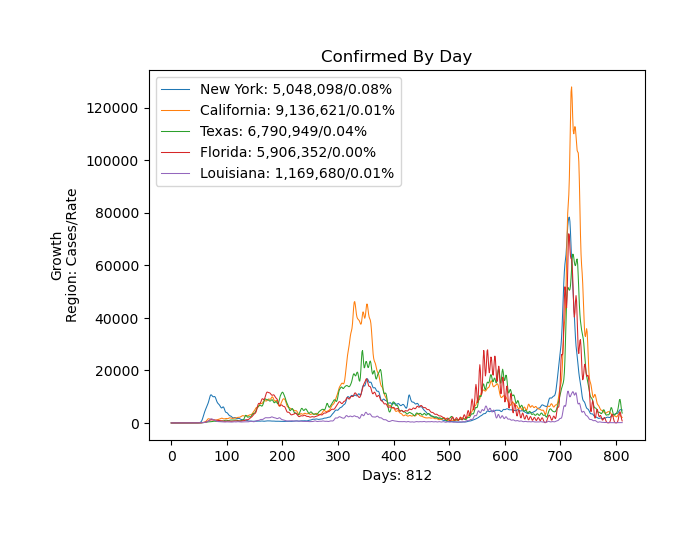 Confirmed By Day
New York: 5,048,098/0.08%
California: 9,136,621/0.01%
Texas: 6,790,949/0.04%
Florida: 5,906,352/0.00%
Louisiana: 1,169,680/0.01%
120000
100000
80000
60000
40000
20000
0
Growth
Region: Cases/Rate
0 100 200 300 400 500 600 700 800
Days: 812